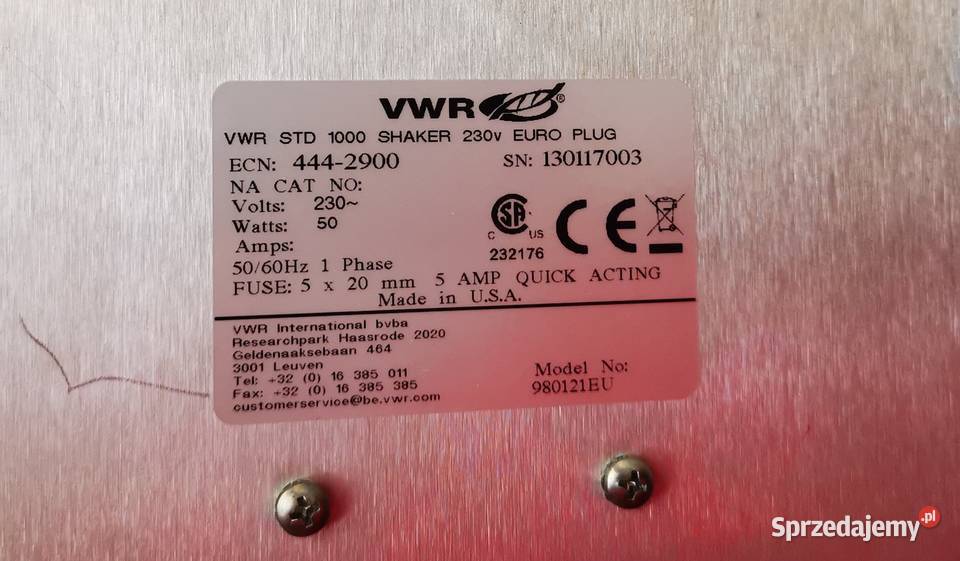 VWR®
VWR STD 1000 SHAKER 230v EURO PLUG
ECN: 444-2900 SN: 130117003
NA CAT NO:
Volts: 230~
Watts: 50
Amps:
C SA US CE
232176
50/60Hz 1 Phase
FUSE: 5 x 20 mm 5 AMP QUICK ACTING
Made in U.S.A.
VWR International bvba
Researchpark Haasrode 2020
Geldenaaksebaan 464
3001 Leuven
Tel: +32 (0) 16 385 011
Fax: +32 (0) 16 385 385
customerservice@be.vwr.com
Model No:
980121EU
Sprzedajemy.pl